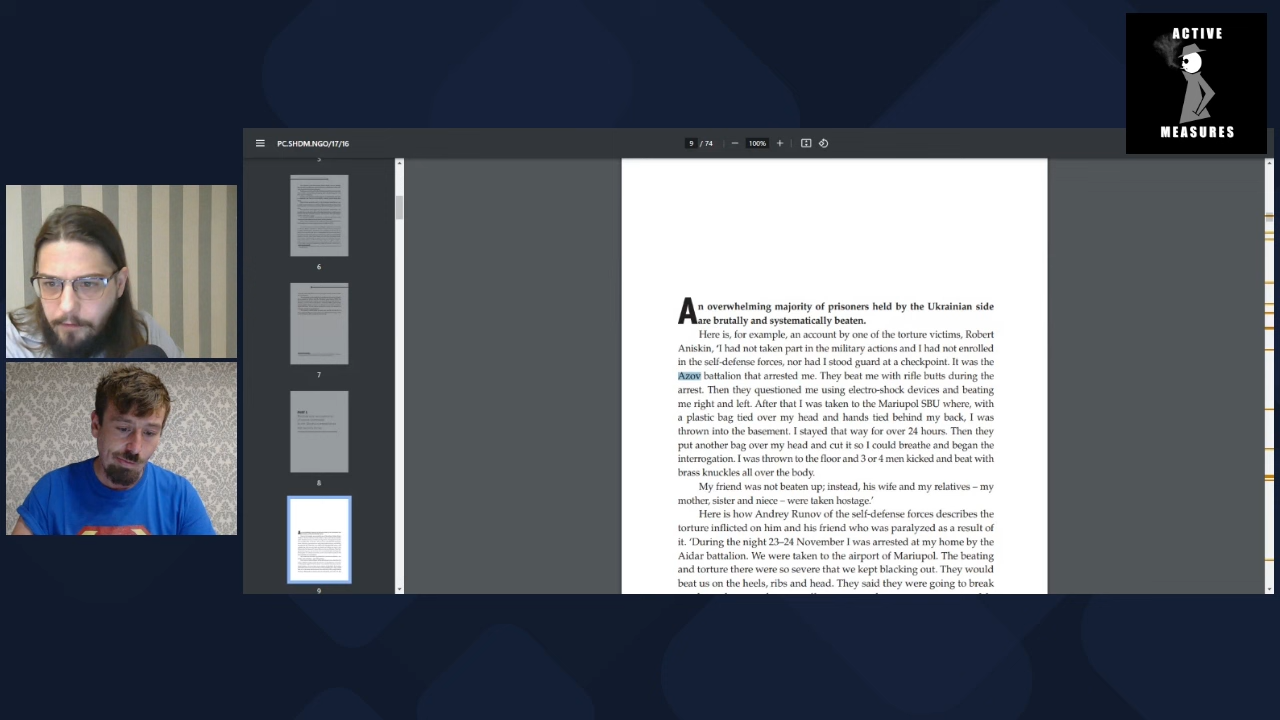 ACTIVE
MEASURES
PC.SHDM.NGO/17/16
9 / 74
100%
6
7
8
9
An overwhelming majority of prisoners held by the Ukrainian side
are brutally and systematically beaten.
Here is, for example, an account by one of the torture victims, Robert
Aniskin, ‘I had not taken part in the military actions and I had not enrolled
in the self-defense forces, nor had I stood guard at a checkpoint. It was the
Azov battalion that arrested me. They beat me with rifle butts during the
arrest. Then they questioned me using electro-shock devices and beating
me right and left. After that I was taken to the Mariupol SBU where, with
a plastic bag tied over my head and hands tied behind my back, I was
thrown into the basement. I stayed that way for over 24 hours. Then they
put another bag over my head and cut it so I could breathe and began the
interrogation. I was thrown to the floor and 3 or 4 men kicked and beat with
brass knuckles all over the body.
My friend was not beaten up; instead, his wife and my relatives – my
mother, sister and niece – were taken hostage.’
Here is how Andrey Runov of the self-defense forces describes the
torture inflicted on him and his friend who was paralyzed as a result of
it. ‘During the night 23–24 November I was arrested at my home by the
Aidar battalion. We were taken to the airport of Mariupol. The beating
and torture there were so severe that we kept blacking out. They would
beat us on the heels, ribs and head. They said they were going to break